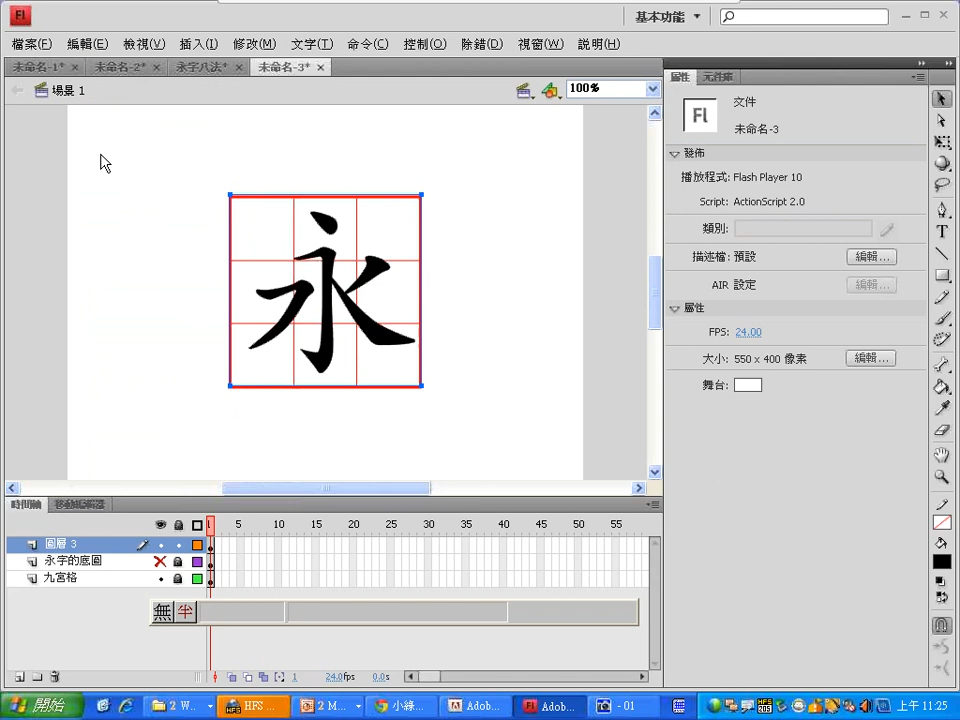 Fl
基本功能
檔案(F) 編輯(E) 檢視(V) 插入(I) 修改(M) 文字(T) 命令(C) 控制(O) 除錯(D) 視窗(W) 說明(H)
未命名-1* 未命名-2* 永字八法* 未命名-3*
場景 1
100%
永
屬性 元件庫
Fl
文件
未命名-3
發佈
播放程式: Flash Player 10
Script: ActionScript 2.0
類別:
描述檔: 預設 編輯...
AIR 設定 編輯...
屬性
FPS: 24.00
大小: 550 x 400 像素 編輯...
舞台:
時間軸 移動編輯器
1 5 10 15 20 25 30 35 40 45 50 55
圖層 3
永字的底圖
九宮格
無 半
1 24.0fps 0.0s
開始 2 W... HFS ... 2 M... 小綠... Adob... Adob... - 01 上午 11:25